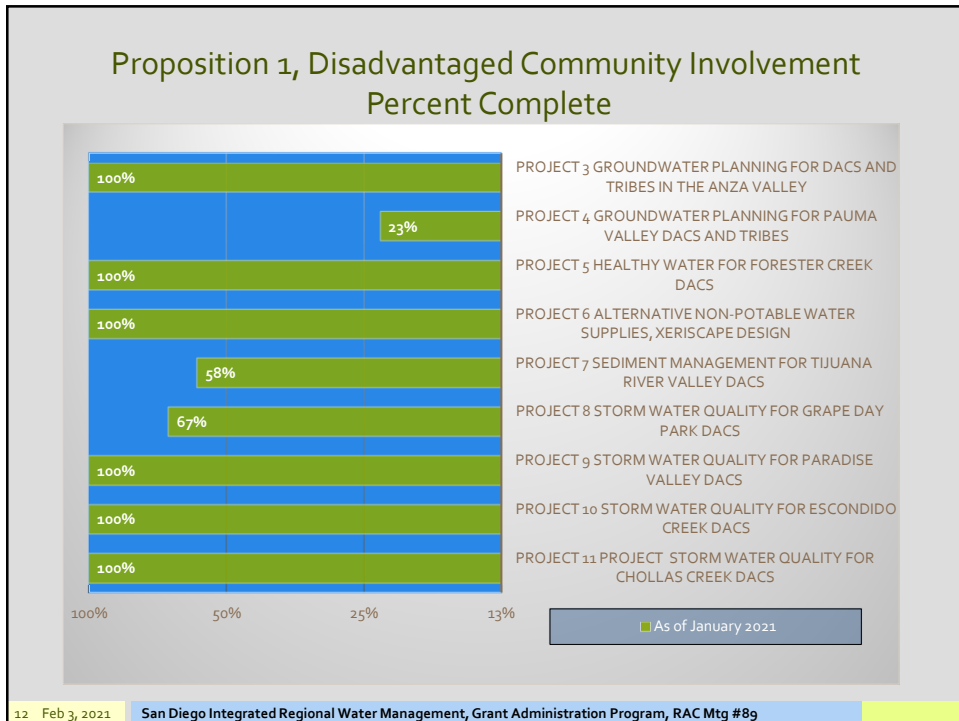 Proposition 1, Disadvantaged Community Involvement
Percent Complete
100%
PROJECT 3 GROUNDWATER PLANNING FOR DACS AND
TRIBES IN THE ANZA VALLEY
23%
PROJECT 4 GROUNDWATER PLANNING FOR PAUMA
VALLEY DACS AND TRIBES
100%
PROJECT 5 HEALTHY WATER FOR FORESTER CREEK
DACS
100%
PROJECT 6 ALTERNATIVE NON-POTABLE WATER
SUPPLIES, XERISCAPE DESIGN
58%
PROJECT 7 SEDIMENT MANAGEMENT FOR TIJUANA
RIVER VALLEY DACS
67%
PROJECT 8 STORM WATER QUALITY FOR GRAPE DAY
PARK DACS
100%
PROJECT 9 STORM WATER QUALITY FOR PARADISE
VALLEY DACS
100%
PROJECT 10 STORM WATER QUALITY FOR ESCONDIDO
CREEK DACS
100%
PROJECT 11 PROJECT STORM WATER QUALITY FOR
CHOLLAS CREEK DACS
100% 50% 25% 13%
As of January 2021
12 Feb 3, 2021 San Diego Integrated Regional Water Management, Grant Administration Program, RAC Mtg #89